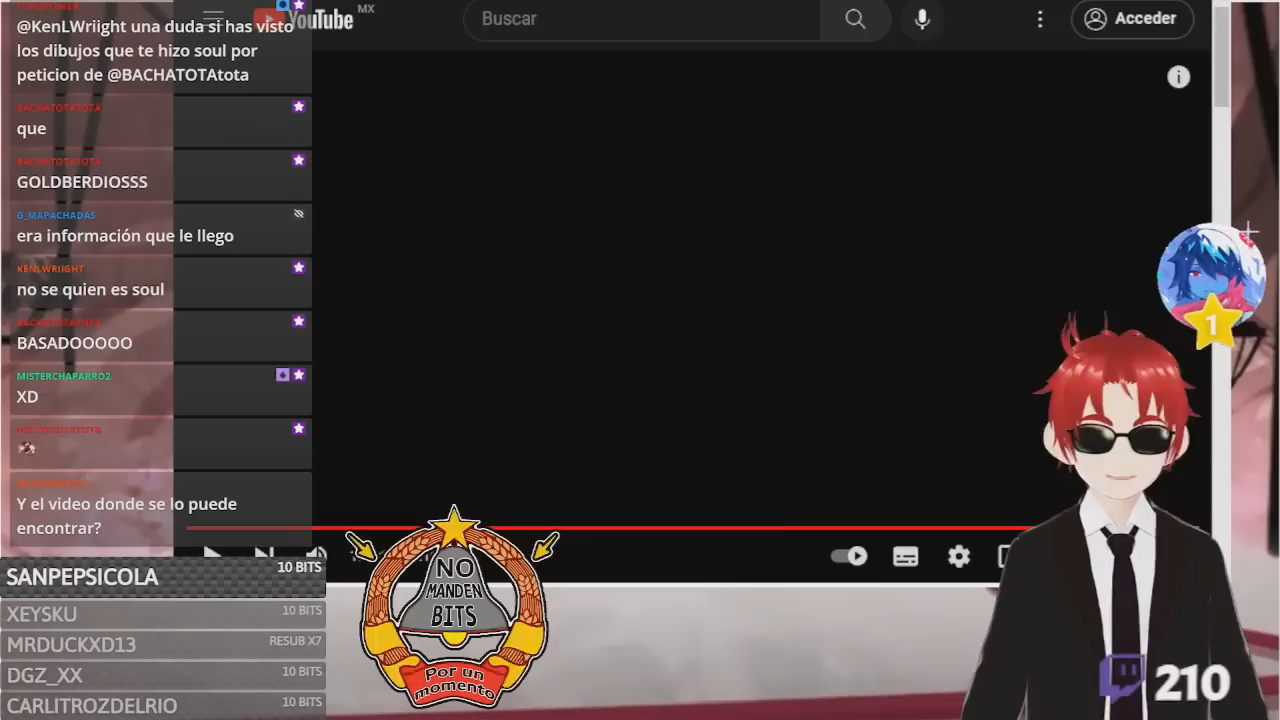 @KenLWriight una duda si has visto
los dibujos que te hizo soul por
peticion de @BACHATOTAtota
BACHATOTATOTA
que
BACHATOTATOTA
GOLDBERDIOSSS
G_MAPACHADAS
era información que le llego
KENLWRIIGHT
no se quien es soul
BACHATOTATOTA
BASADOOOOO
MISTERCHAPARRO2
XD
Y el video donde se lo puede
encontrar?
SANPEPSICOLA 10 BITS
XEYSKU 10 BITS
MRDUCKXD13 RESUB X7
DGZ_XX 10 BITS
CARLITROZDELRIO 10 BITS
YouTube MX
Buscar
Acceder
1
NO
MANDEN
BITS
Por un
momento
210